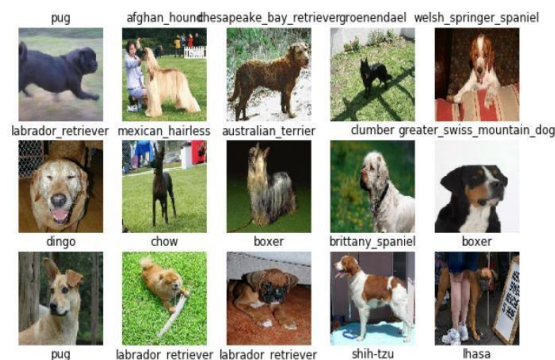 pug afghan_hound chesapeake_bay_retriever groenendael welsh_springer_spaniel
labrador_retriever mexican_hairless australian_terrier clumber greater_swiss_mountain_dog
dingo chow boxer brittany_spaniel boxer
pug labrador_retriever labrador_retriever shih-tzu lhasa